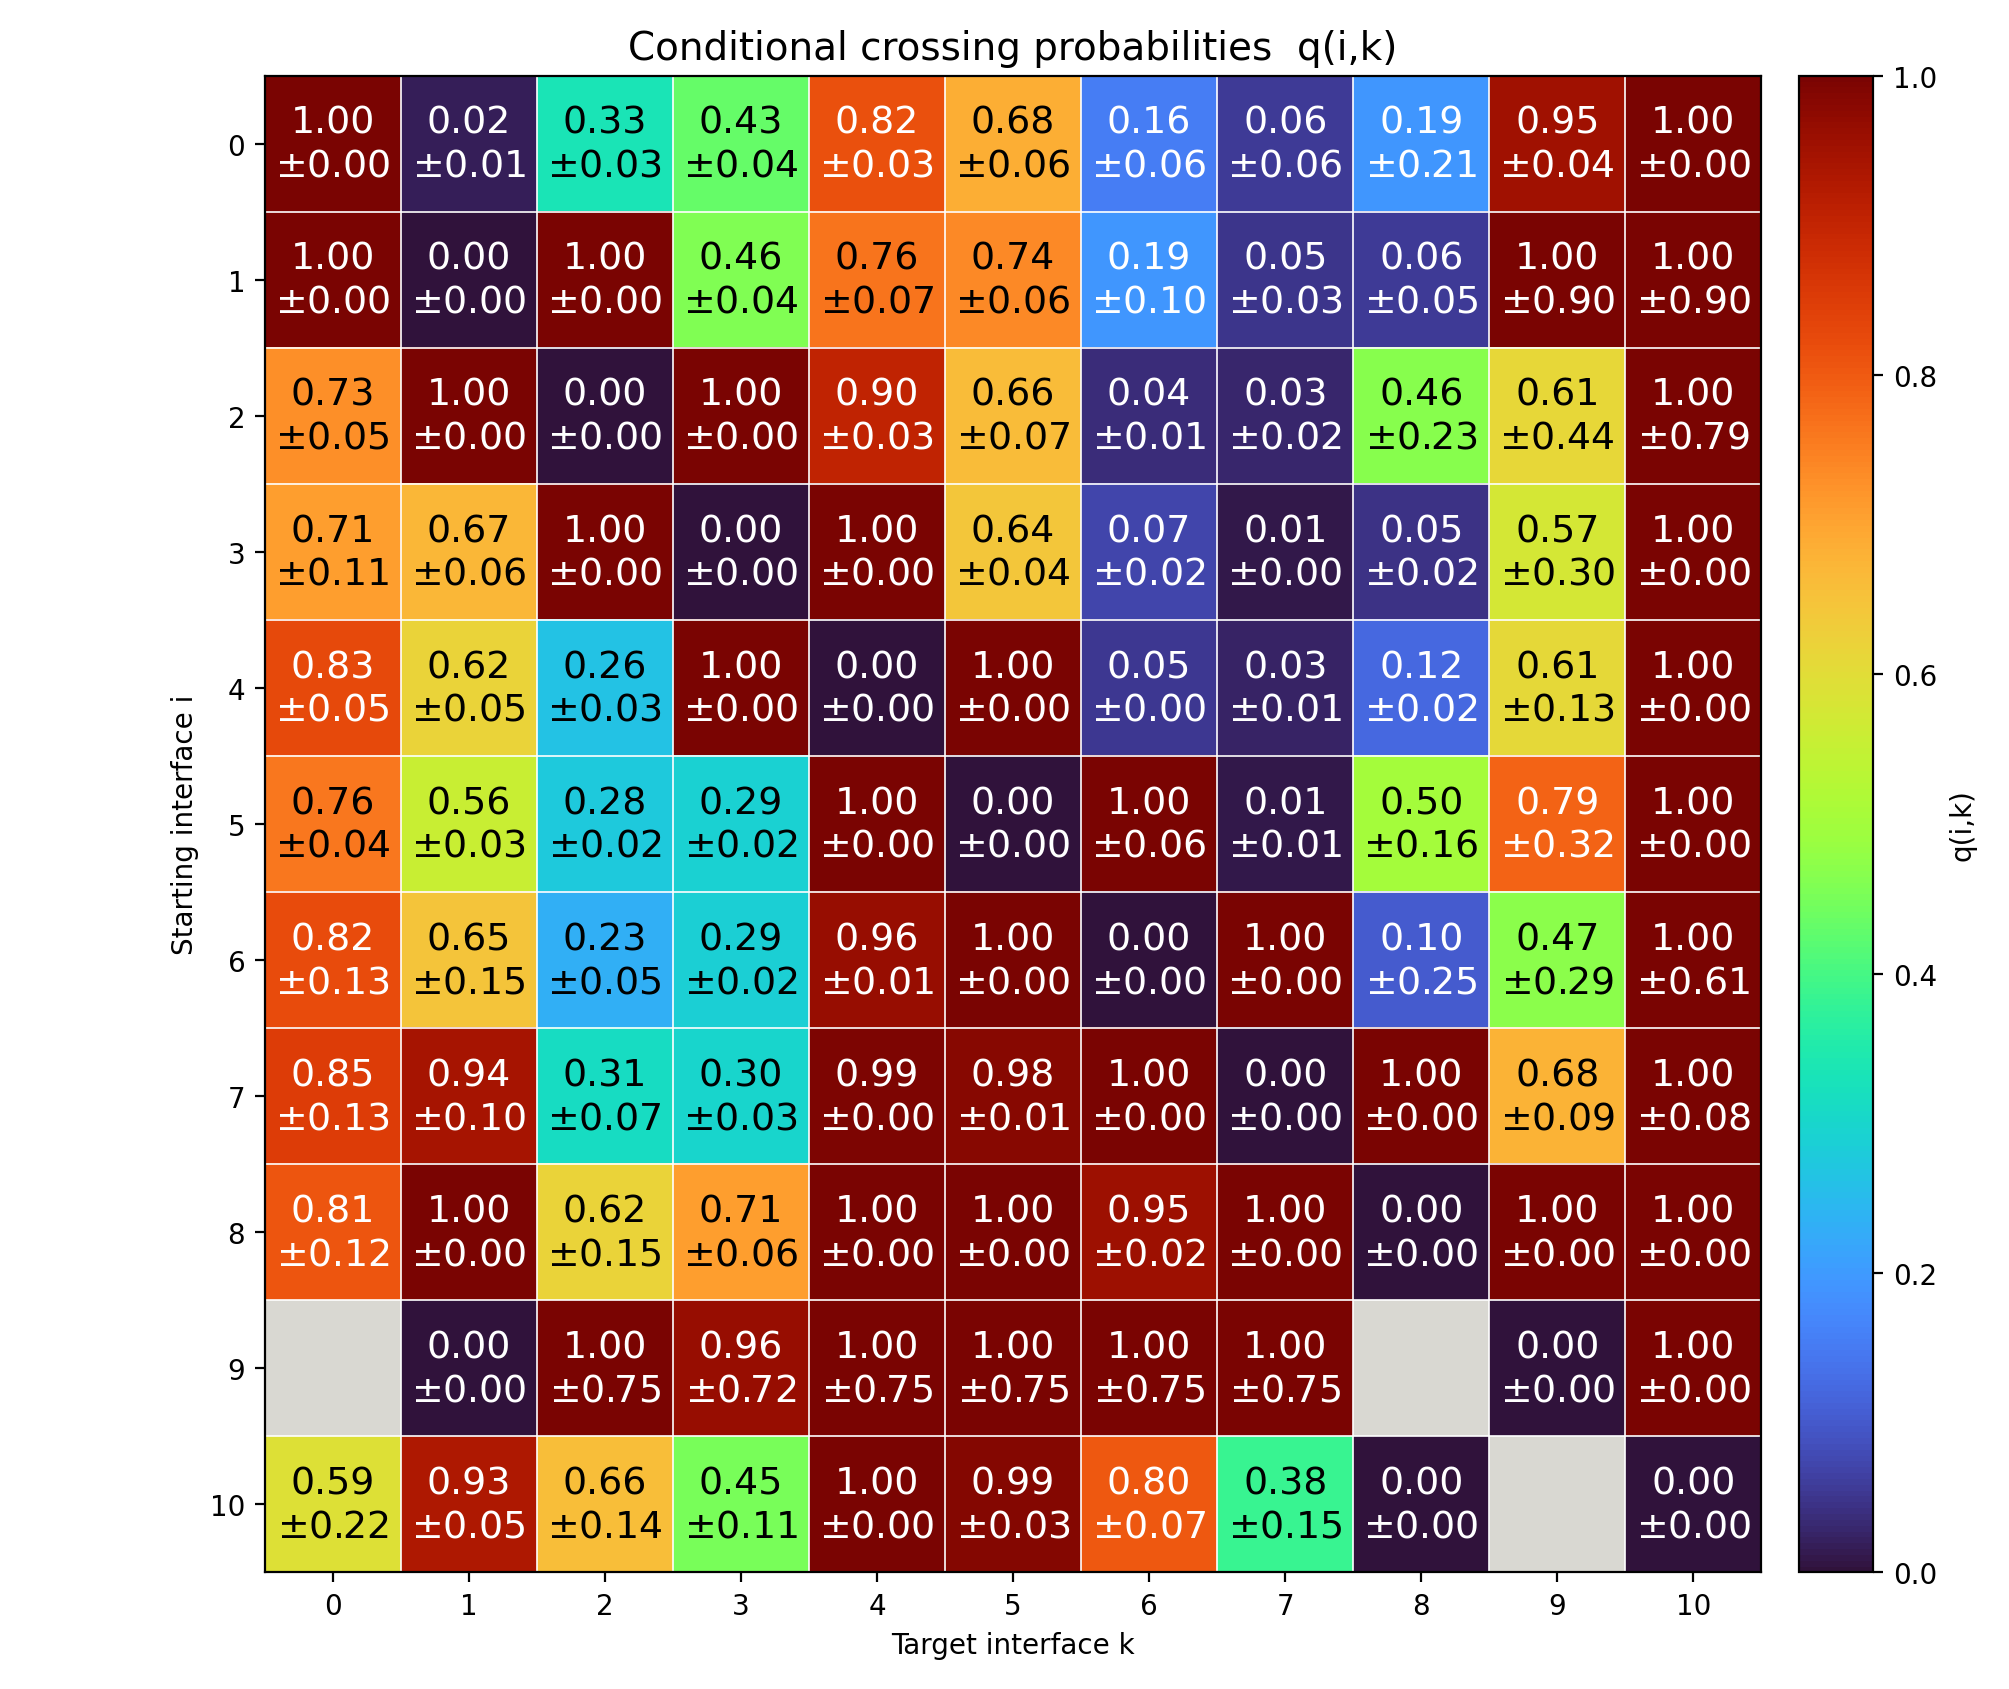 Conditional crossing probabilities  q(i,k)
0
1.00 0.02 0.33 0.43 0.82 0.68 0.16 0.06 0.19 0.95 1.00
±0.00 ±0.01 ±0.03 ±0.04 ±0.03 ±0.06 ±0.06 ±0.06 ±0.21 ±0.04 ±0.00
1
1.00 0.00 1.00 0.46 0.76 0.74 0.19 0.05 0.06 1.00 1.00
±0.00 ±0.00 ±0.00 ±0.04 ±0.07 ±0.06 ±0.10 ±0.03 ±0.05 ±0.90 ±0.90
2
0.73 1.00 0.00 1.00 0.90 0.66 0.04 0.03 0.46 0.61 1.00
±0.05 ±0.00 ±0.00 ±0.00 ±0.03 ±0.07 ±0.01 ±0.02 ±0.23 ±0.44 ±0.79
3
0.71 0.67 1.00 0.00 1.00 0.64 0.07 0.01 0.05 0.57 1.00
±0.11 ±0.06 ±0.00 ±0.00 ±0.00 ±0.04 ±0.02 ±0.00 ±0.02 ±0.30 ±0.00
4
0.83 0.62 0.26 1.00 0.00 1.00 0.05 0.03 0.12 0.61 1.00
±0.05 ±0.05 ±0.03 ±0.00 ±0.00 ±0.00 ±0.00 ±0.01 ±0.02 ±0.13 ±0.00
5
0.76 0.56 0.28 0.29 1.00 0.00 1.00 0.01 0.50 0.79 1.00
±0.04 ±0.03 ±0.02 ±0.02 ±0.00 ±0.00 ±0.06 ±0.01 ±0.16 ±0.32 ±0.00
6
0.82 0.65 0.23 0.29 0.96 1.00 0.00 1.00 0.10 0.47 1.00
±0.13 ±0.15 ±0.05 ±0.02 ±0.01 ±0.00 ±0.00 ±0.00 ±0.25 ±0.29 ±0.61
7
0.85 0.94 0.31 0.30 0.99 0.98 1.00 0.00 1.00 0.68 1.00
±0.13 ±0.10 ±0.07 ±0.03 ±0.00 ±0.01 ±0.00 ±0.00 ±0.00 ±0.09 ±0.08
8
0.81 1.00 0.62 0.71 1.00 1.00 0.95 1.00 0.00 1.00 1.00
±0.12 ±0.00 ±0.15 ±0.06 ±0.00 ±0.00 ±0.02 ±0.00 ±0.00 ±0.00 ±0.00
9
0.00 1.00 0.96 1.00 1.00 1.00 1.00 0.00 1.00
±0.00 ±0.75 ±0.72 ±0.75 ±0.75 ±0.75 ±0.75 ±0.00 ±0.00
10
0.59 0.93 0.66 0.45 1.00 0.99 0.80 0.38 0.00 0.00
±0.22 ±0.05 ±0.14 ±0.11 ±0.00 ±0.03 ±0.07 ±0.15 ±0.00 ±0.00
0 1 2 3 4 5 6 7 8 9 10
Target interface k
Starting interface i
1.0
0.8
0.6
0.4
0.2
0.0
q(i,k)